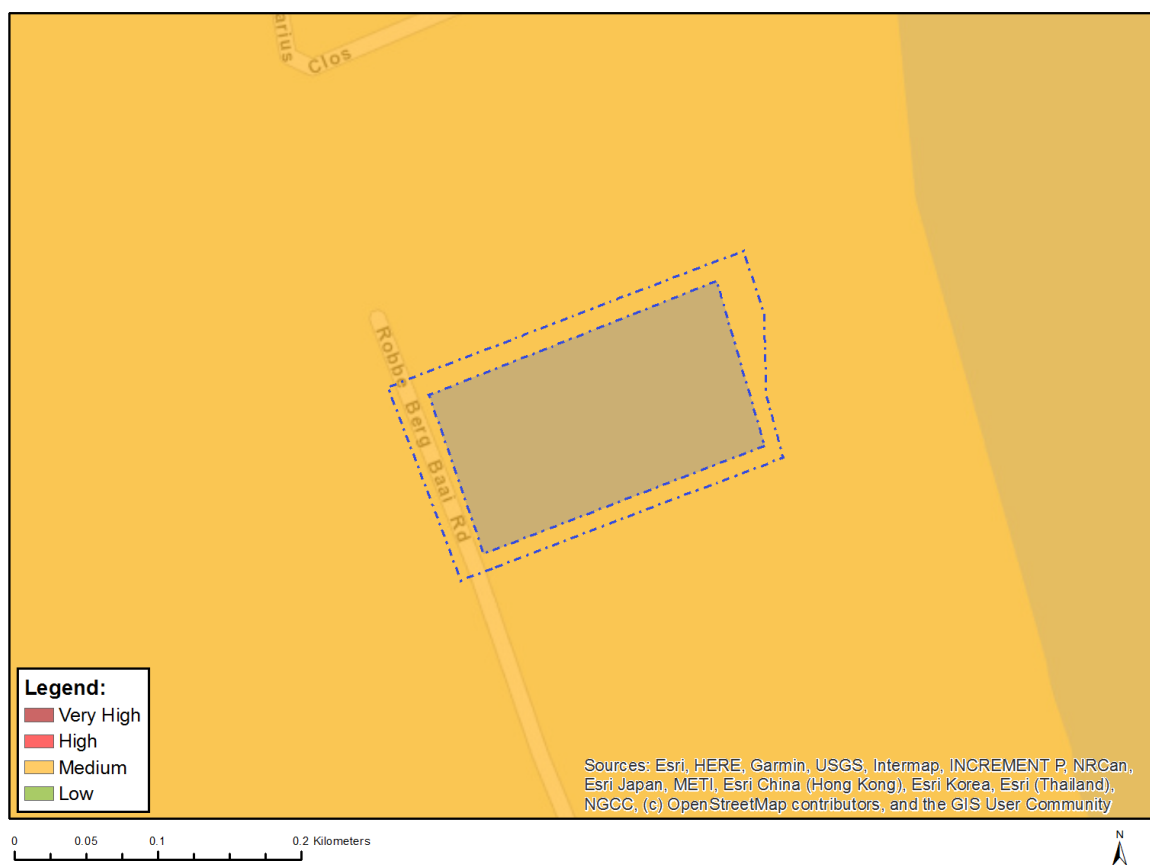 arius
Clos
Robbe Berg Baai Rd
Legend:
Very High
High
Medium
Low
Sources: Esri, HERE, Garmin, USGS, Intermap, INCREMENT P, NRCan,
Esri Japan, METI, Esri China (Hong Kong), Esri Korea, Esri (Thailand),
NGCC, (c) OpenStreetMap contributors, and the GIS User Community
0 0.05 0.1 0.2 Kilometers
N